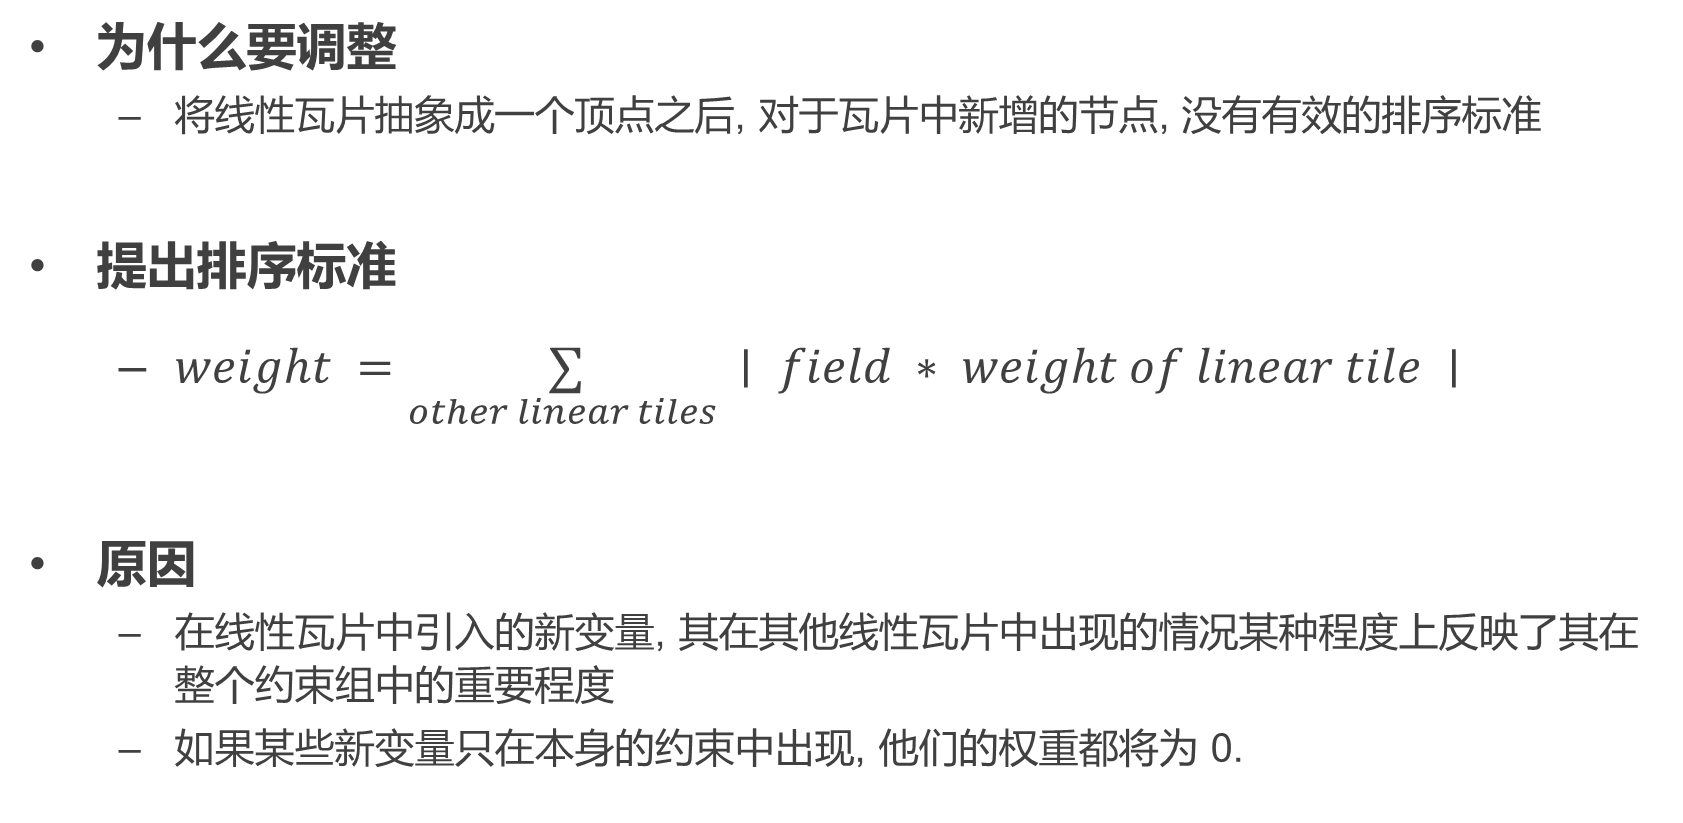 • 为什么要调整
– 将线性瓦片抽象成一个顶点之后, 对于瓦片中新增的节点, 没有有效的排序标准
• 提出排序标准
– weight = ∑ | field * weight of linear tile |
other linear tiles
• 原因
– 在线性瓦片中引入的新变量, 其在其他线性瓦片中出现的情况某种程度上反映了其在
整个约束组中的重要程度
– 如果某些新变量只在本身的约束中出现, 他们的权重都将为 0.